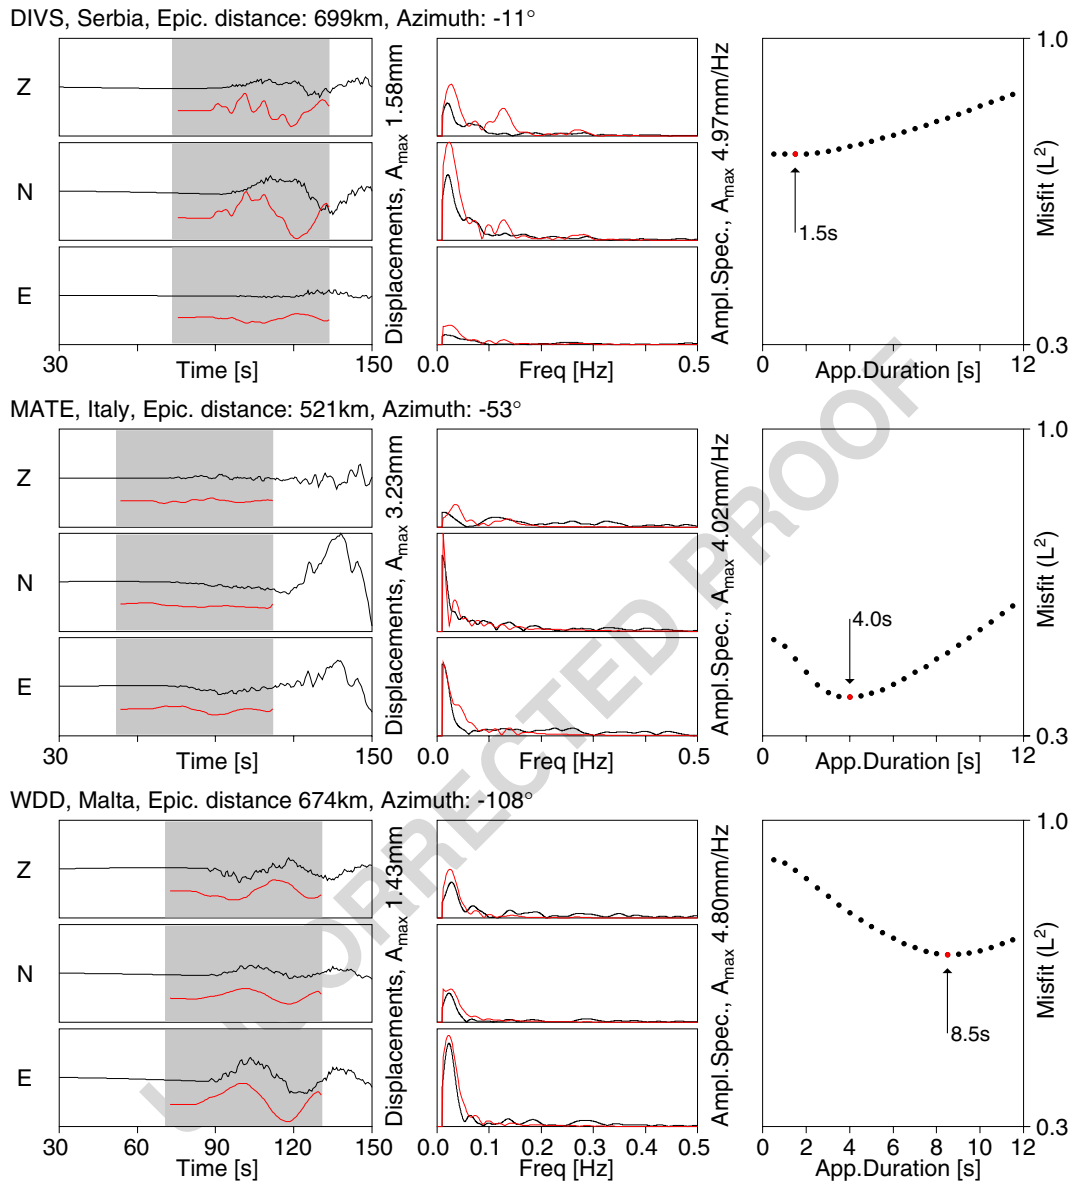 DIVS, Serbia, Epic. distance: 699km, Azimuth: -11°
Z
N
E
30
150
Time [s]
Displacements, Amax 1.58mm
0.0
0.5
Freq [Hz]
Ampl.Spec., Amax 4.97mm/Hz
1.5s
0
2
4
6
8
10
12
App.Duration [s]
1.0
0.3
Misfit (L2)
MATE, Italy, Epic. distance: 521km, Azimuth: -53°
Z
N
E
30
150
Time [s]
Displacements, Amax 3.23mm
0.0
0.5
Freq [Hz]
Ampl.Spec., Amax 4.02mm/Hz
4.0s
0
12
App.Duration [s]
1.0
0.3
Misfit (L2)
WDD, Malta, Epic. distance 674km, Azimuth: -108°
Z
N
E
30
60
90
120
150
Time [s]
Displacements, Amax 1.43mm
0.0
0.1
0.2
0.3
0.4
0.5
Freq [Hz]
Ampl.Spec., Amax 4.80mm/Hz
8.5s
0
2
4
6
8
10
12
App.Duration [s]
1.0
0.3
Misfit (L2)
UNCORRECTED PROOF